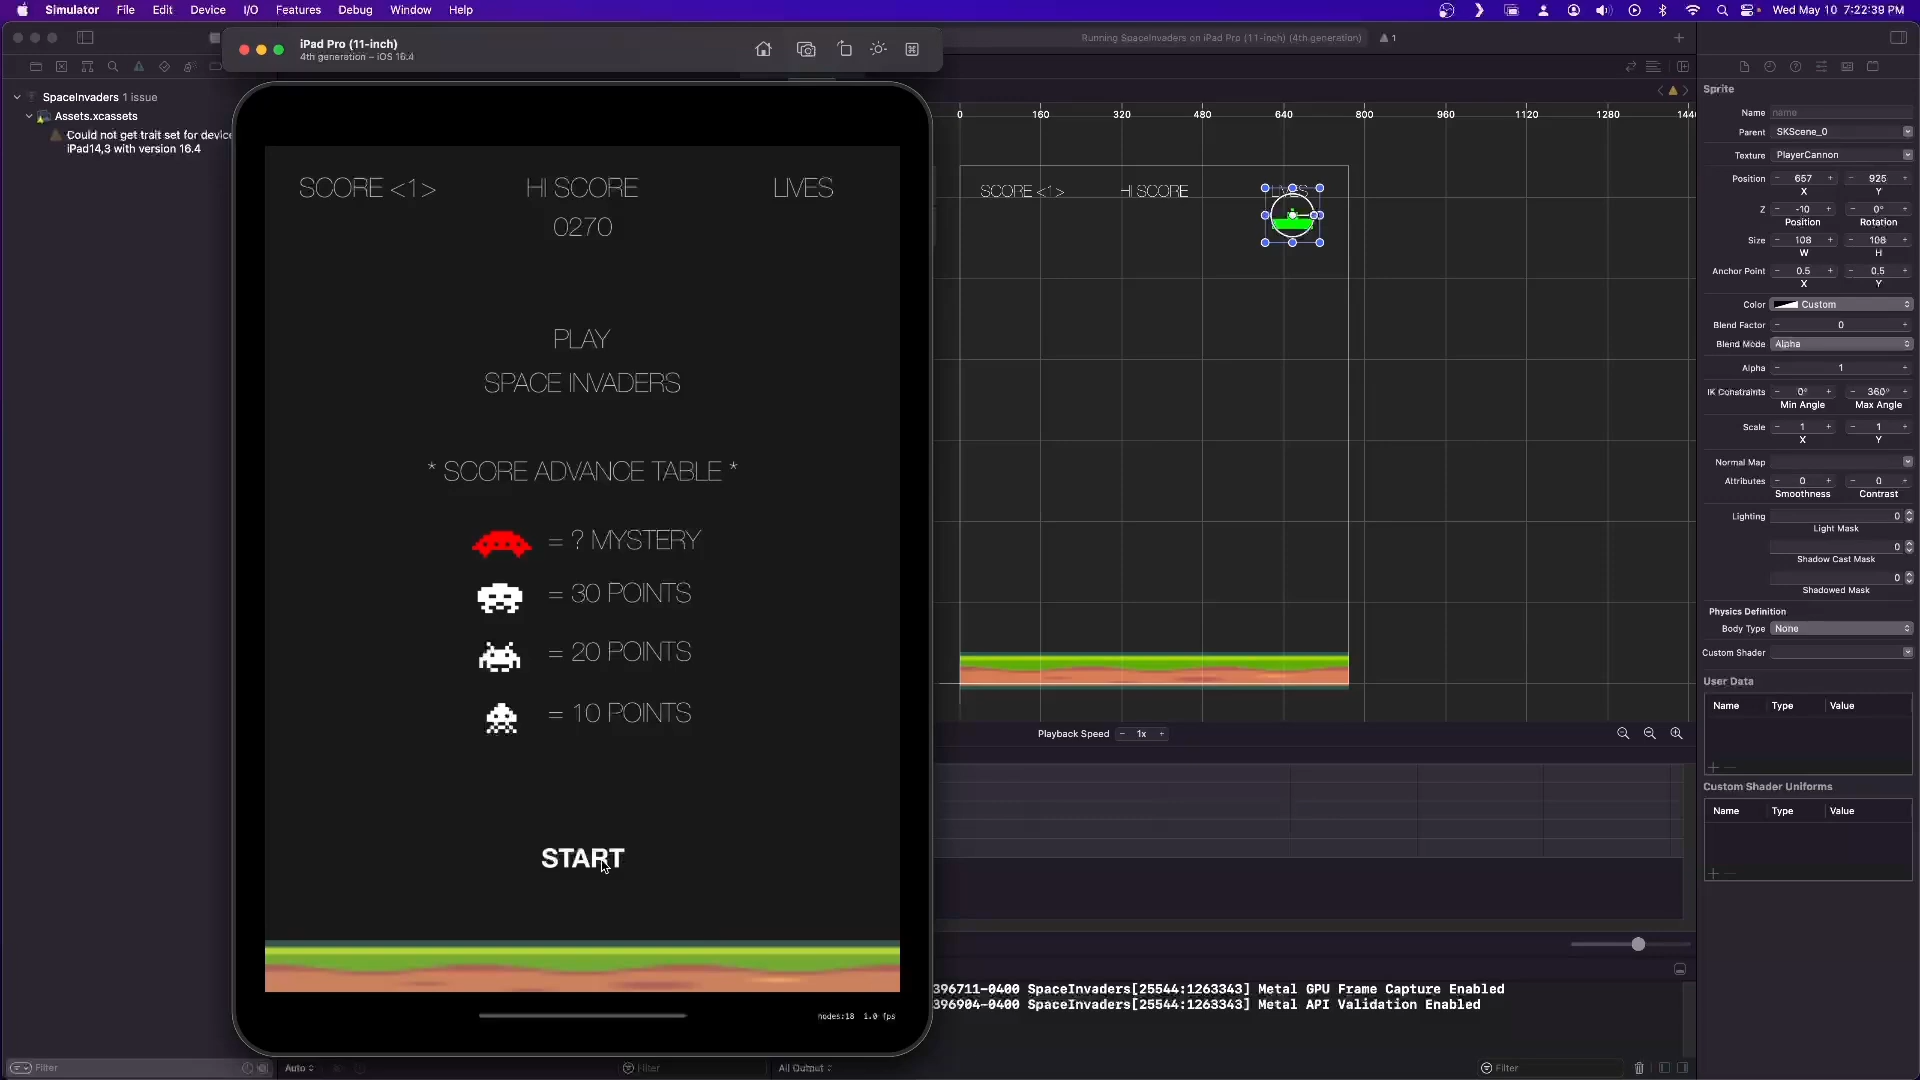 Simulator File Edit Device I/O Features Debug Window Help
Wed May 10 7:22:39 PM
iPad Pro (11-inch)
4th generation – iOS 16.4
Running SpaceInvaders on iPad Pro (11-inch) (4th generation)
1
SpaceInvaders 1 issue
Assets.xcassets
Could not get trait set for device
iPad14,3 with version 16.4
SCORE <1> HI SCORE LIVES
0270
PLAY
SPACE INVADERS
* SCORE ADVANCE TABLE *
= ? MYSTERY
= 30 POINTS
= 20 POINTS
= 10 POINTS
START
nodes:18 1.0 fps
0 160 320 480 640 800 960 1120 1280 144
SCORE <1> HI SCORE LIVES
Playback Speed - 1x +
396711-0400 SpaceInvaders[25544:1263343] Metal GPU Frame Capture Enabled
396904-0400 SpaceInvaders[25544:1263343] Metal API Validation Enabled
Filter
Auto
Filter
All Output
Filter
Sprite
Name name
Parent SKScene_0
Texture PlayerCannon
Position - 657 + - 925 +
X Y
Z - -10 + - 0° +
Position Rotation
Size - 108 + - 108 +
W H
Anchor Point - 0.5 + - 0.5 +
X Y
Color Custom
Blend Factor - 0 +
Blend Mode Alpha
Alpha - 1 +
IK Constraints - 0° + - 360° +
Min Angle Max Angle
Scale - 1 + - 1 +
X Y
Normal Map
Attributes - 0 + - 0 +
Smoothness Contrast
Lighting 0
Light Mask
0
Shadow Cast Mask
0
Shadowed Mask
Physics Definition
Body Type None
Custom Shader
User Data
Name Type Value
+ -
Custom Shader Uniforms
Name Type Value
+ -